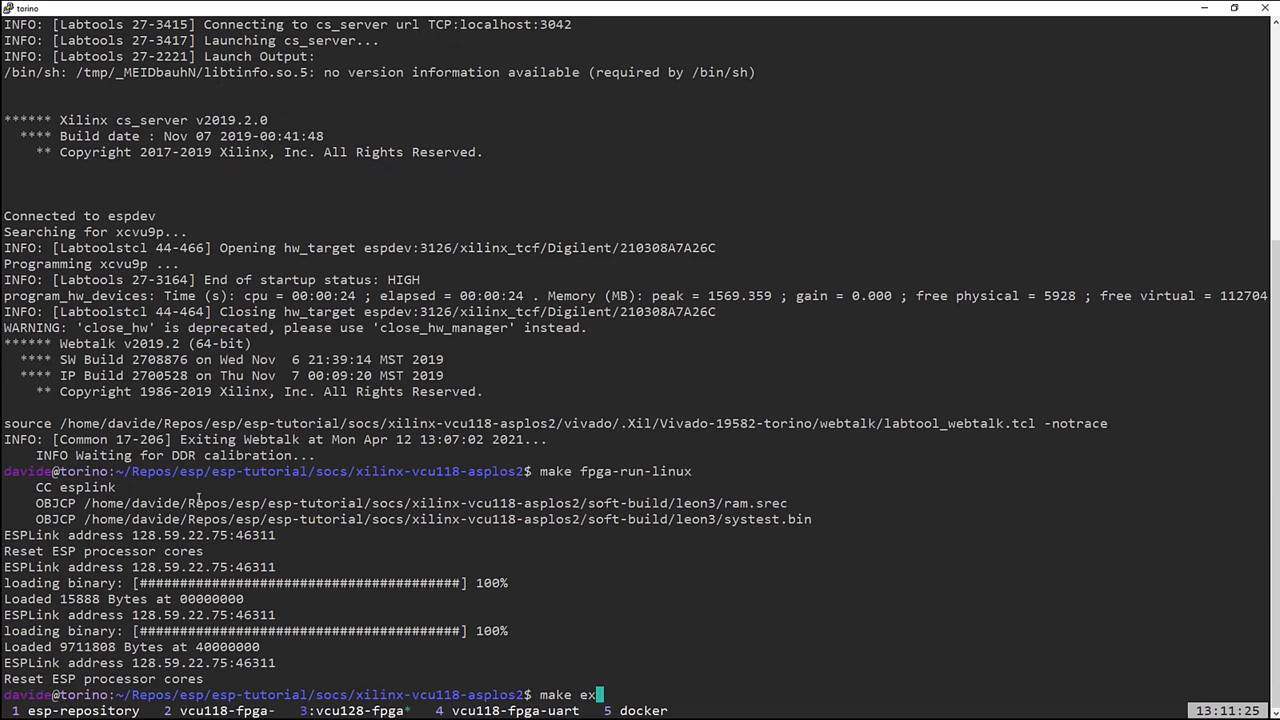 torino
INFO: [Labtools 27-3415] Connecting to cs_server url TCP:localhost:3042
INFO: [Labtools 27-3417] Launching cs_server...
INFO: [Labtools 27-2221] Launch Output:
/bin/sh: /tmp/_MEIDbauhN/libtinfo.so.5: no version information available (required by /bin/sh)
****** Xilinx cs_server v2019.2.0
**** Build date : Nov 07 2019-00:41:48
** Copyright 2017-2019 Xilinx, Inc. All Rights Reserved.
Connected to espdev
Searching for xcvu9p...
INFO: [Labtoolstcl 44-466] Opening hw_target espdev:3126/xilinx_tcf/Digilent/210308A7A26C
Programming xcvu9p ...
INFO: [Labtools 27-3164] End of startup status: HIGH
program_hw_devices: Time (s): cpu = 00:00:24 ; elapsed = 00:00:24 . Memory (MB): peak = 1569.359 ; gain = 0.000 ; free physical = 5928 ; free virtual = 112704
INFO: [Labtoolstcl 44-464] Closing hw_target espdev:3126/xilinx_tcf/Digilent/210308A7A26C
WARNING: 'close_hw' is deprecated, please use 'close_hw_manager' instead.
****** Webtalk v2019.2 (64-bit)
**** SW Build 2708876 on Wed Nov  6 21:39:14 MST 2019
**** IP Build 2700528 on Thu Nov  7 00:09:20 MST 2019
** Copyright 1986-2019 Xilinx, Inc. All Rights Reserved.
source /home/davide/Repos/esp/esp-tutorial/socs/xilinx-vcu118-asplos2/vivado/.Xil/Vivado-19582-torino/webtalk/labtool_webtalk.tcl -notrace
INFO: [Common 17-206] Exiting Webtalk at Mon Apr 12 13:07:02 2021...
INFO Waiting for DDR calibration...
davide@torino:~/Repos/esp/esp-tutorial/socs/xilinx-vcu118-asplos2$ make fpga-run-linux
CC esplink
OBJCP /home/davide/Repos/esp/esp-tutorial/socs/xilinx-vcu118-asplos2/soft-build/leon3/ram.srec
OBJCP /home/davide/Repos/esp/esp-tutorial/socs/xilinx-vcu118-asplos2/soft-build/leon3/systest.bin
ESPLink address 128.59.22.75:46311
Reset ESP processor cores
ESPLink address 128.59.22.75:46311
loading binary: [########################################] 100%
Loaded 15888 Bytes at 00000000
ESPLink address 128.59.22.75:46311
loading binary: [########################################] 100%
Loaded 9711808 Bytes at 40000000
ESPLink address 128.59.22.75:46311
Reset ESP processor cores
davide@torino:~/Repos/esp/esp-tutorial/socs/xilinx-vcu118-asplos2$ make ex
1 esp-repository 2 vcu118-fpga- 3:vcu128-fpga* 4 vcu118-fpga-uart 5 docker 13:11:25